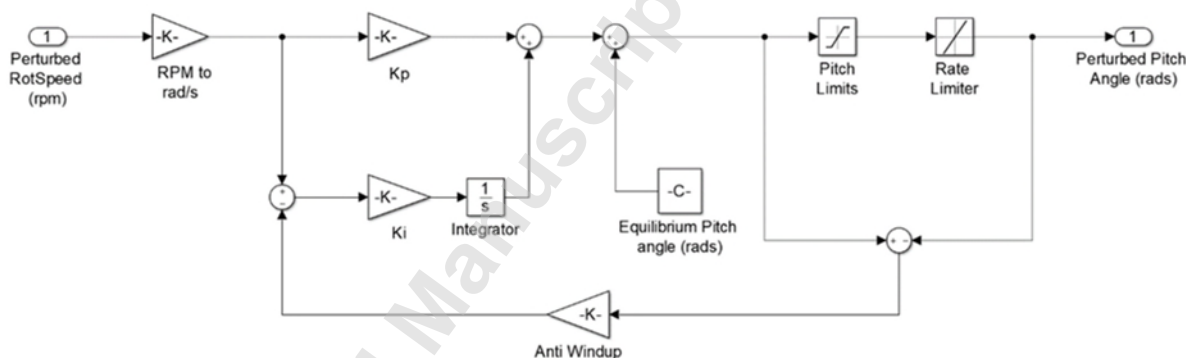 1
Perturbed
RotSpeed
(rpm)
-K-
RPM to
rad/s
-K-
Kp
-K-
Ki
1
s
Integrator
-C-
Equilibrium Pitch
angle (rads)
Pitch
Limits
Rate
Limiter
1
Perturbed Pitch
Angle (rads)
-K-
Anti Windup
Manuscrip